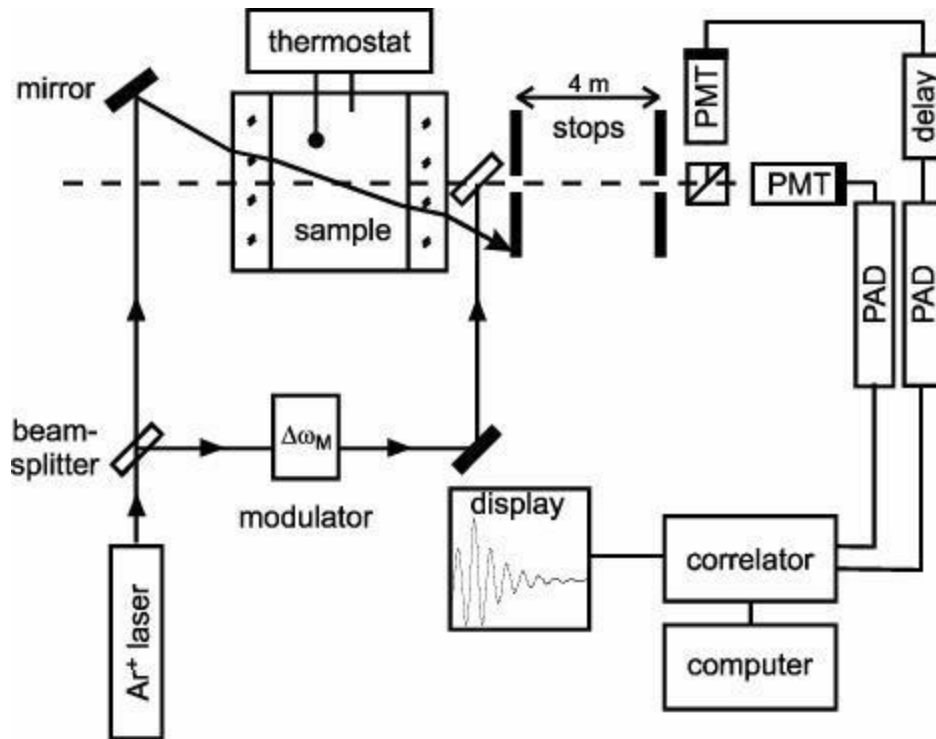 thermostat
mirror
4 m
stops
PMT
delay
PMT
sample
PAD
PAD
beam-
splitter
Δω_M
modulator
display
correlator
Ar⁺ laser
computer